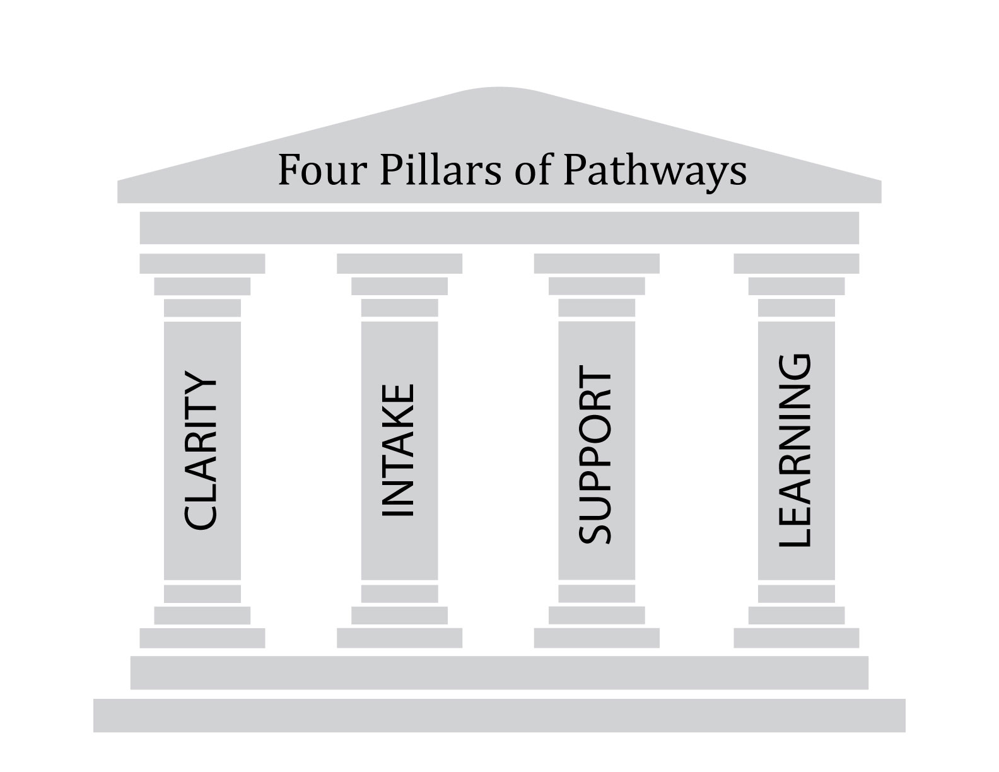 Four Pillars of Pathways
CLARITY
INTAKE
SUPPORT
LEARNING